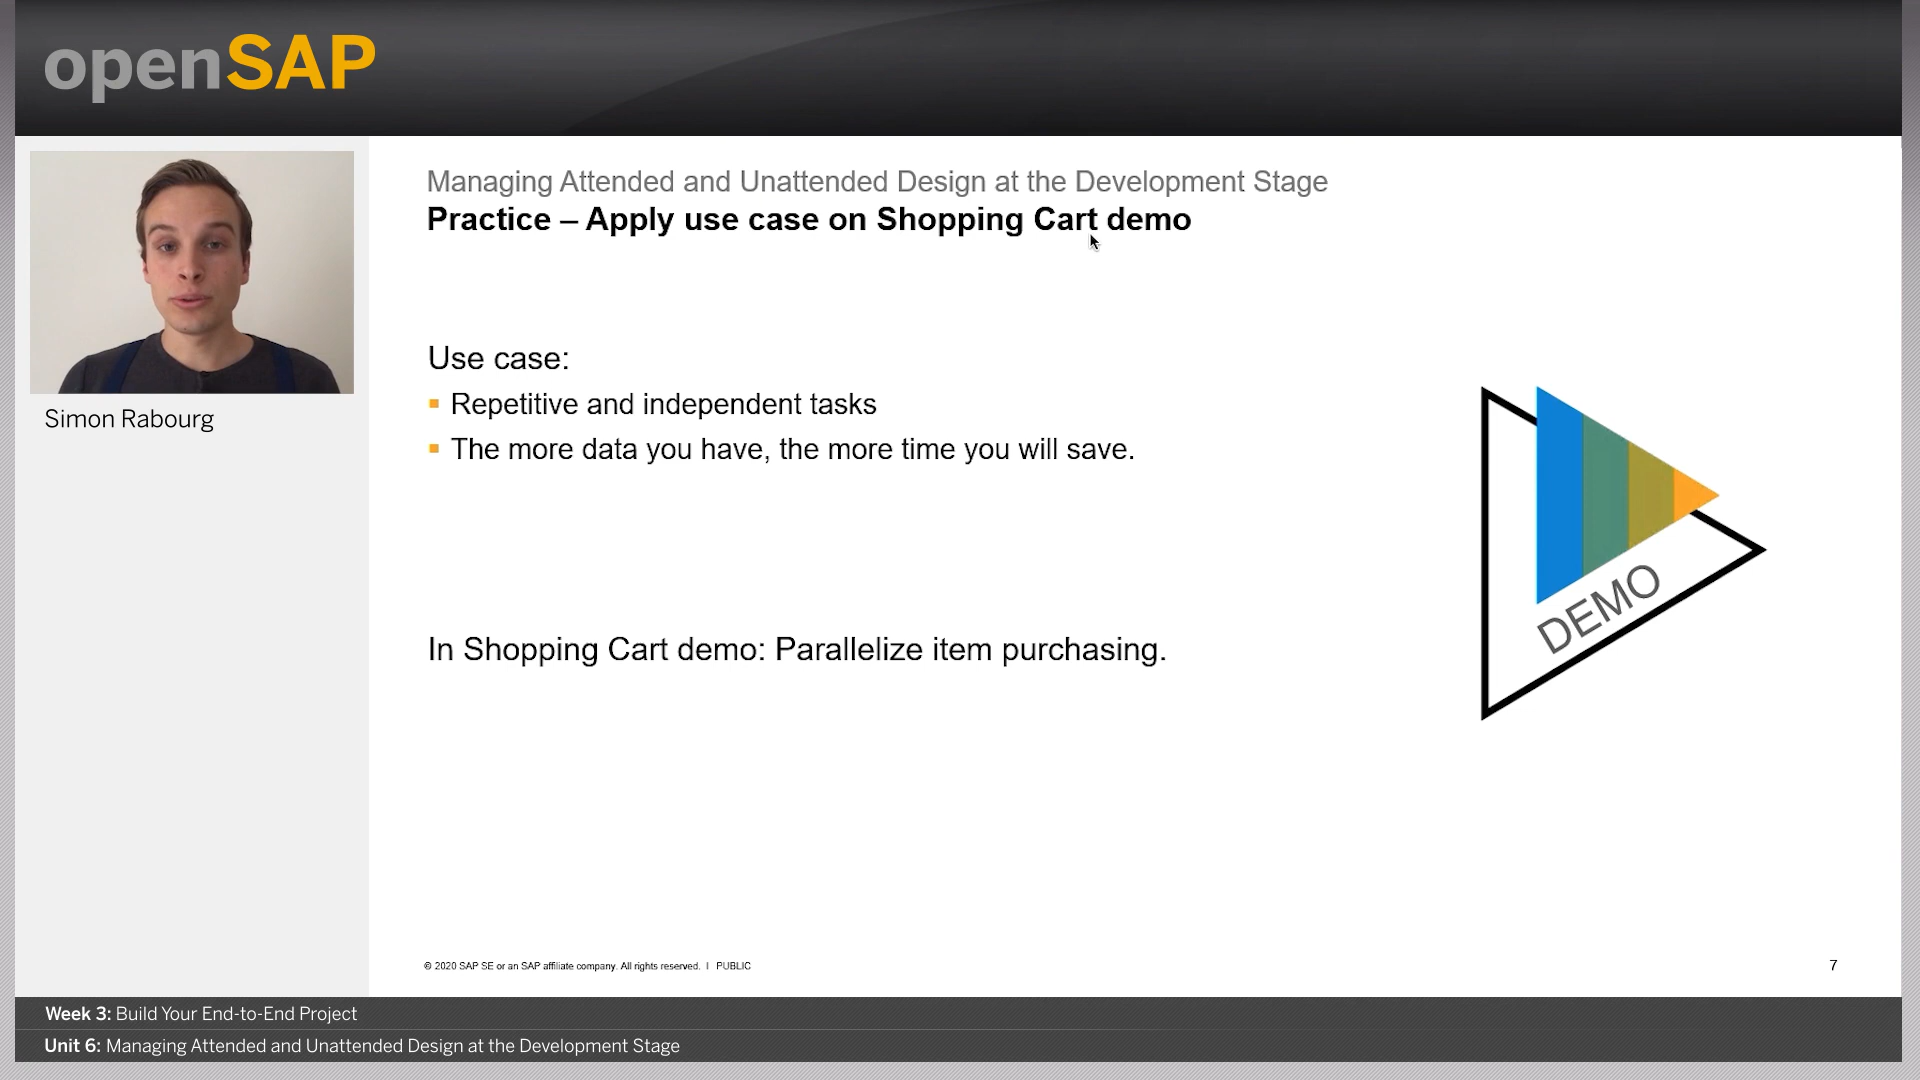 openSAP
Simon Rabourg
Managing Attended and Unattended Design at the Development Stage
Practice – Apply use case on Shopping Cart demo
Use case:
Repetitive and independent tasks
The more data you have, the more time you will save.
DEMO
In Shopping Cart demo: Parallelize item purchasing.
© 2020 SAP SE or an SAP affiliate company. All rights reserved. I PUBLIC
7
Week 3: Build Your End-to-End Project
Unit 6: Managing Attended and Unattended Design at the Development Stage